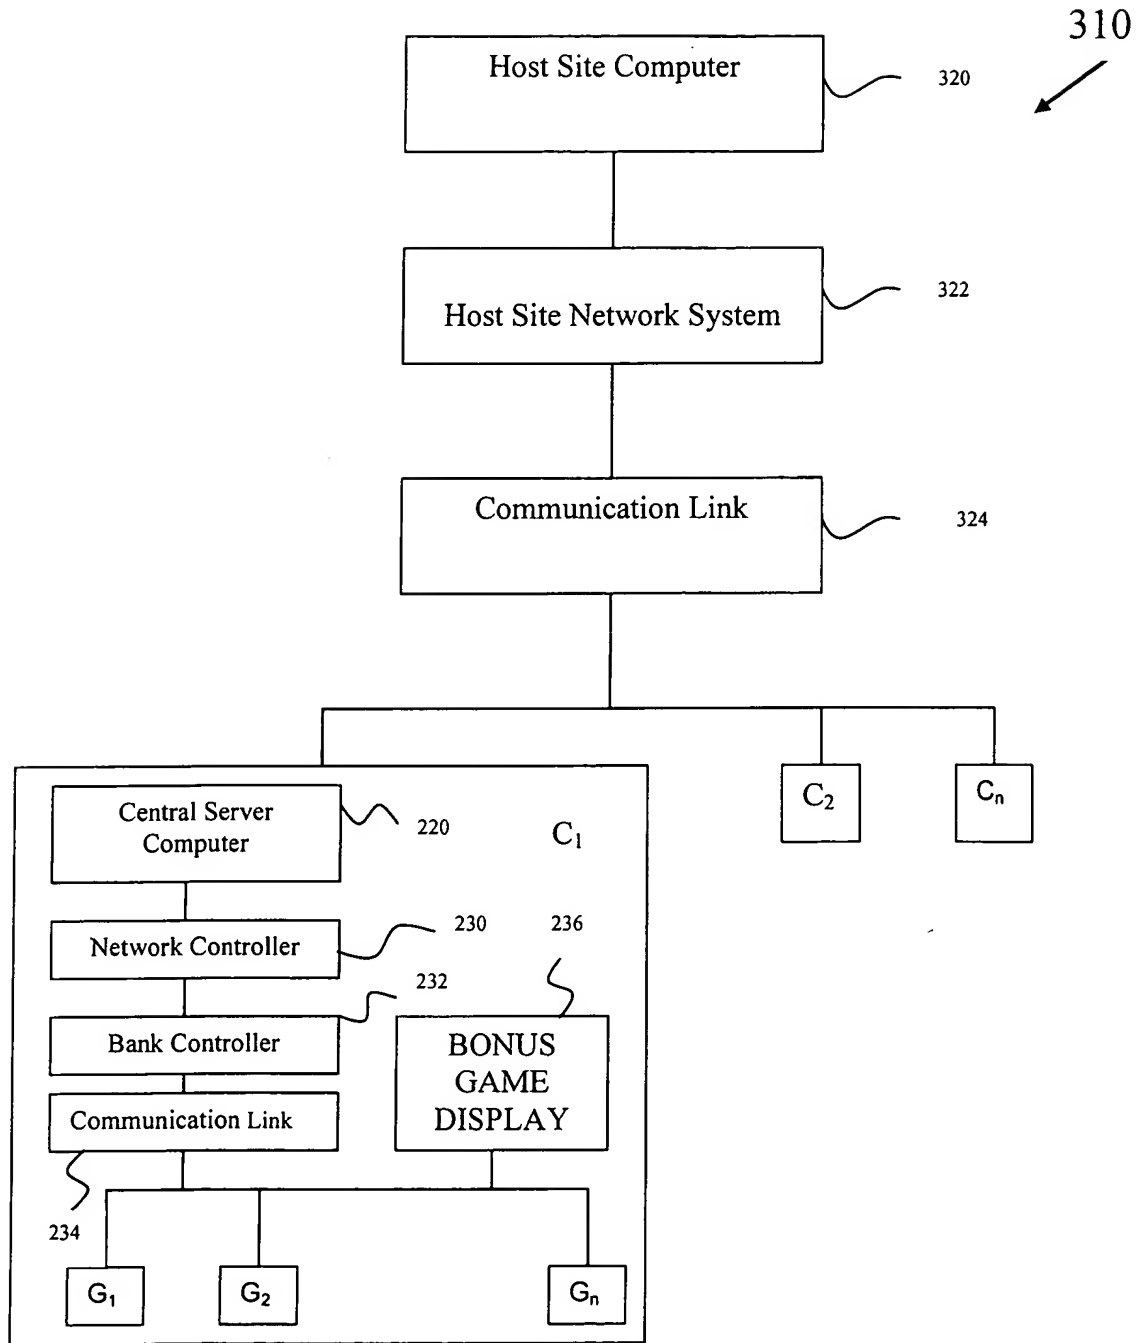 310
Host Site Computer
320
Host Site Network System
322
Communication Link
324
C2
Cn
Central Server
Computer
220
C1
Network Controller
230
236
232
Bank Controller
BONUS
GAME
DISPLAY
Communication Link
234
G1
G2
Gn